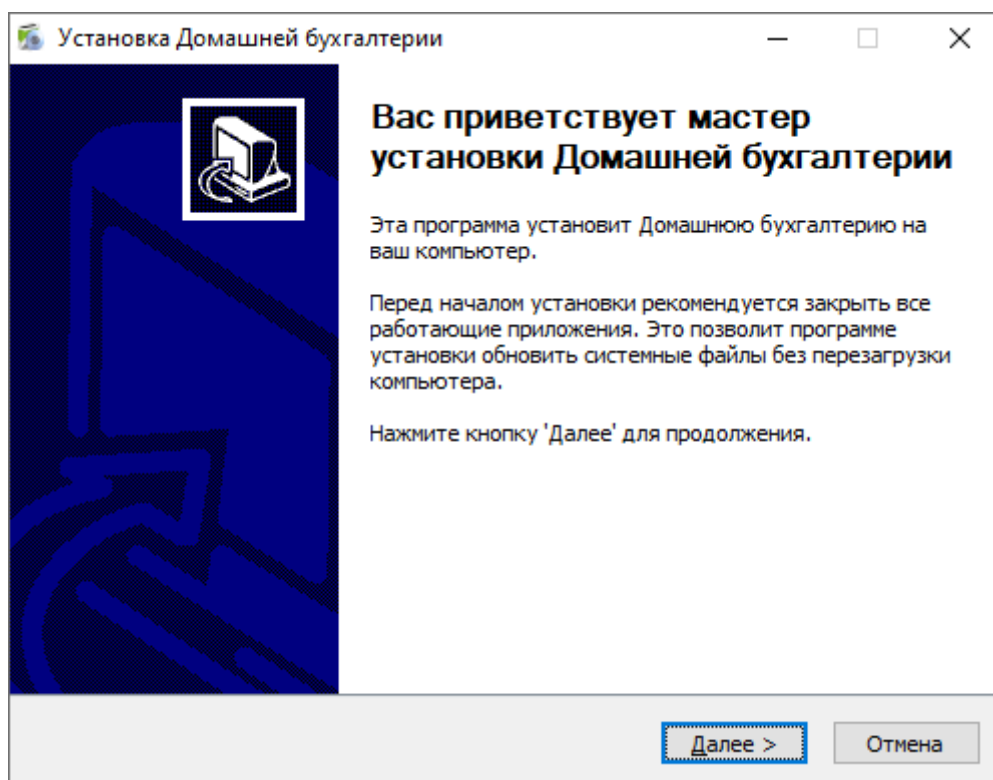 Установка Домашней бухгалтерии
Вас приветствует мастер
установки Домашней бухгалтерии
Эта программа установит Домашнюю бухгалтерию на
ваш компьютер.
Перед началом установки рекомендуется закрыть все
работающие приложения. Это позволит программе
установки обновить системные файлы без перезагрузки
компьютера.
Нажмите кнопку 'Далее' для продолжения.
Далее >
Отмена